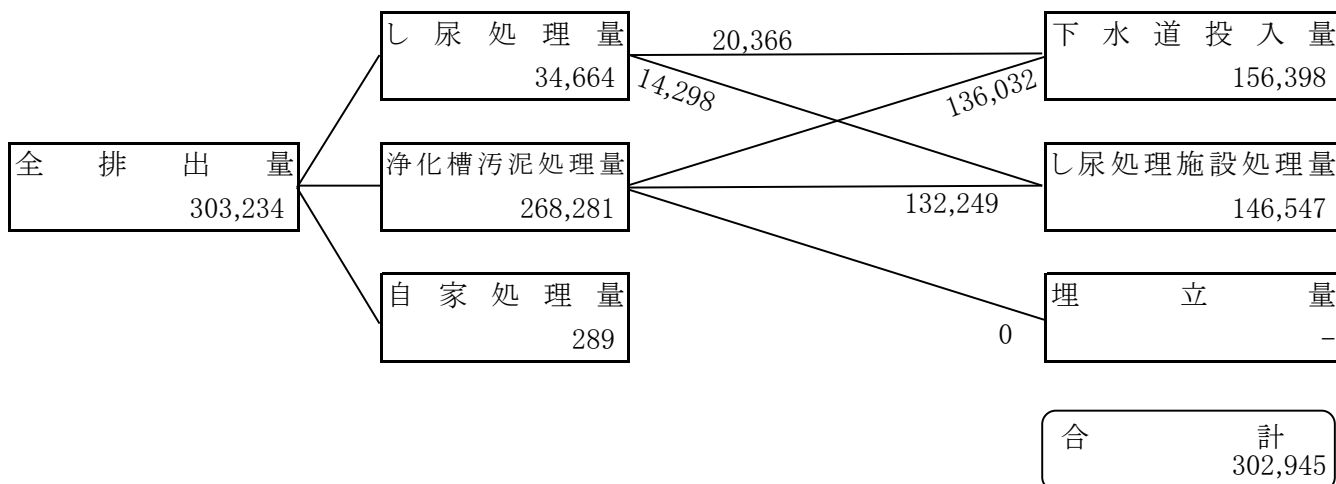 し尿処理量
34,664
20,366
14,298
136,032
下水道投入量
156,398
全排出量
303,234
浄化槽汚泥処理量
268,281
132,249
し尿処理施設処理量
146,547
自家処理量
289
0
埋立量
-
合計
302,945